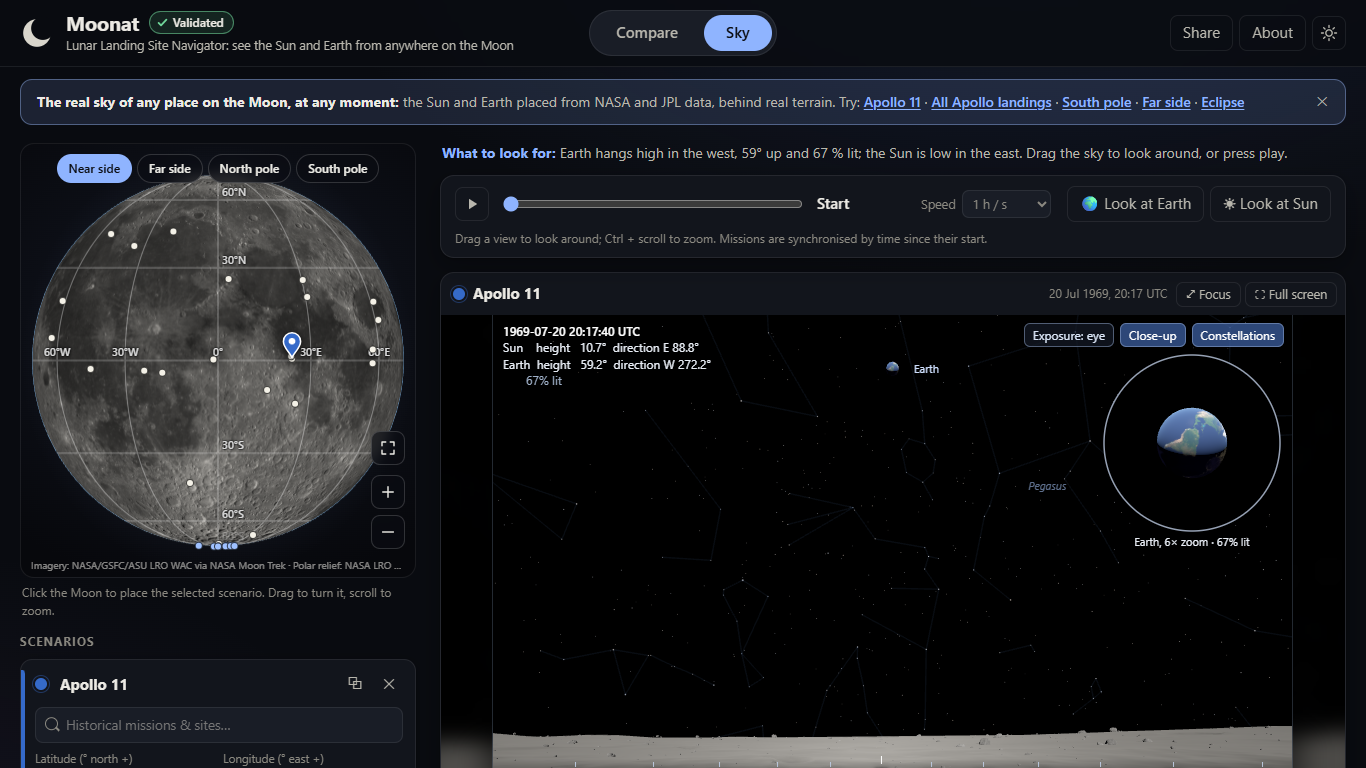 Moonat
Validated
Lunar Landing Site Navigator: see the Sun and Earth from anywhere on the Moon
Compare
Sky
Share
About
The real sky of any place on the Moon, at any moment: the Sun and Earth placed from NASA and JPL data, behind real terrain. Try: Apollo 11 · All Apollo landings · South pole · Far side · Eclipse
Near side
Far side
North pole
South pole
60°N
30°N
60°W
30°W
0°
30°E
30°S
60°S
Imagery: NASA/GSFC/ASU LRO WAC via NASA Moon Trek · Polar relief: NASA LRO ...
Click the Moon to place the selected scenario. Drag to turn it, scroll to
zoom.
SCENARIOS
Apollo 11
Historical missions & sites...
Latitude (° north +)
Longitude (° east +)
What to look for: Earth hangs high in the west, 59° up and 67 % lit; the Sun is low in the east. Drag the sky to look around, or press play.
Start
Speed
1 h / s
Look at Earth
Look at Sun
Drag a view to look around; Ctrl + scroll to zoom. Missions are synchronised by time since their start.
Apollo 11
20 Jul 1969, 20:17 UTC
Focus
Full screen
1969-07-20 20:17:40 UTC
Sun height 10.7° direction E 88.8°
Earth height 59.2° direction W 272.2°
67% lit
Exposure: eye
Close-up
Constellations
Earth
Pegasus
Earth, 6× zoom · 67% lit